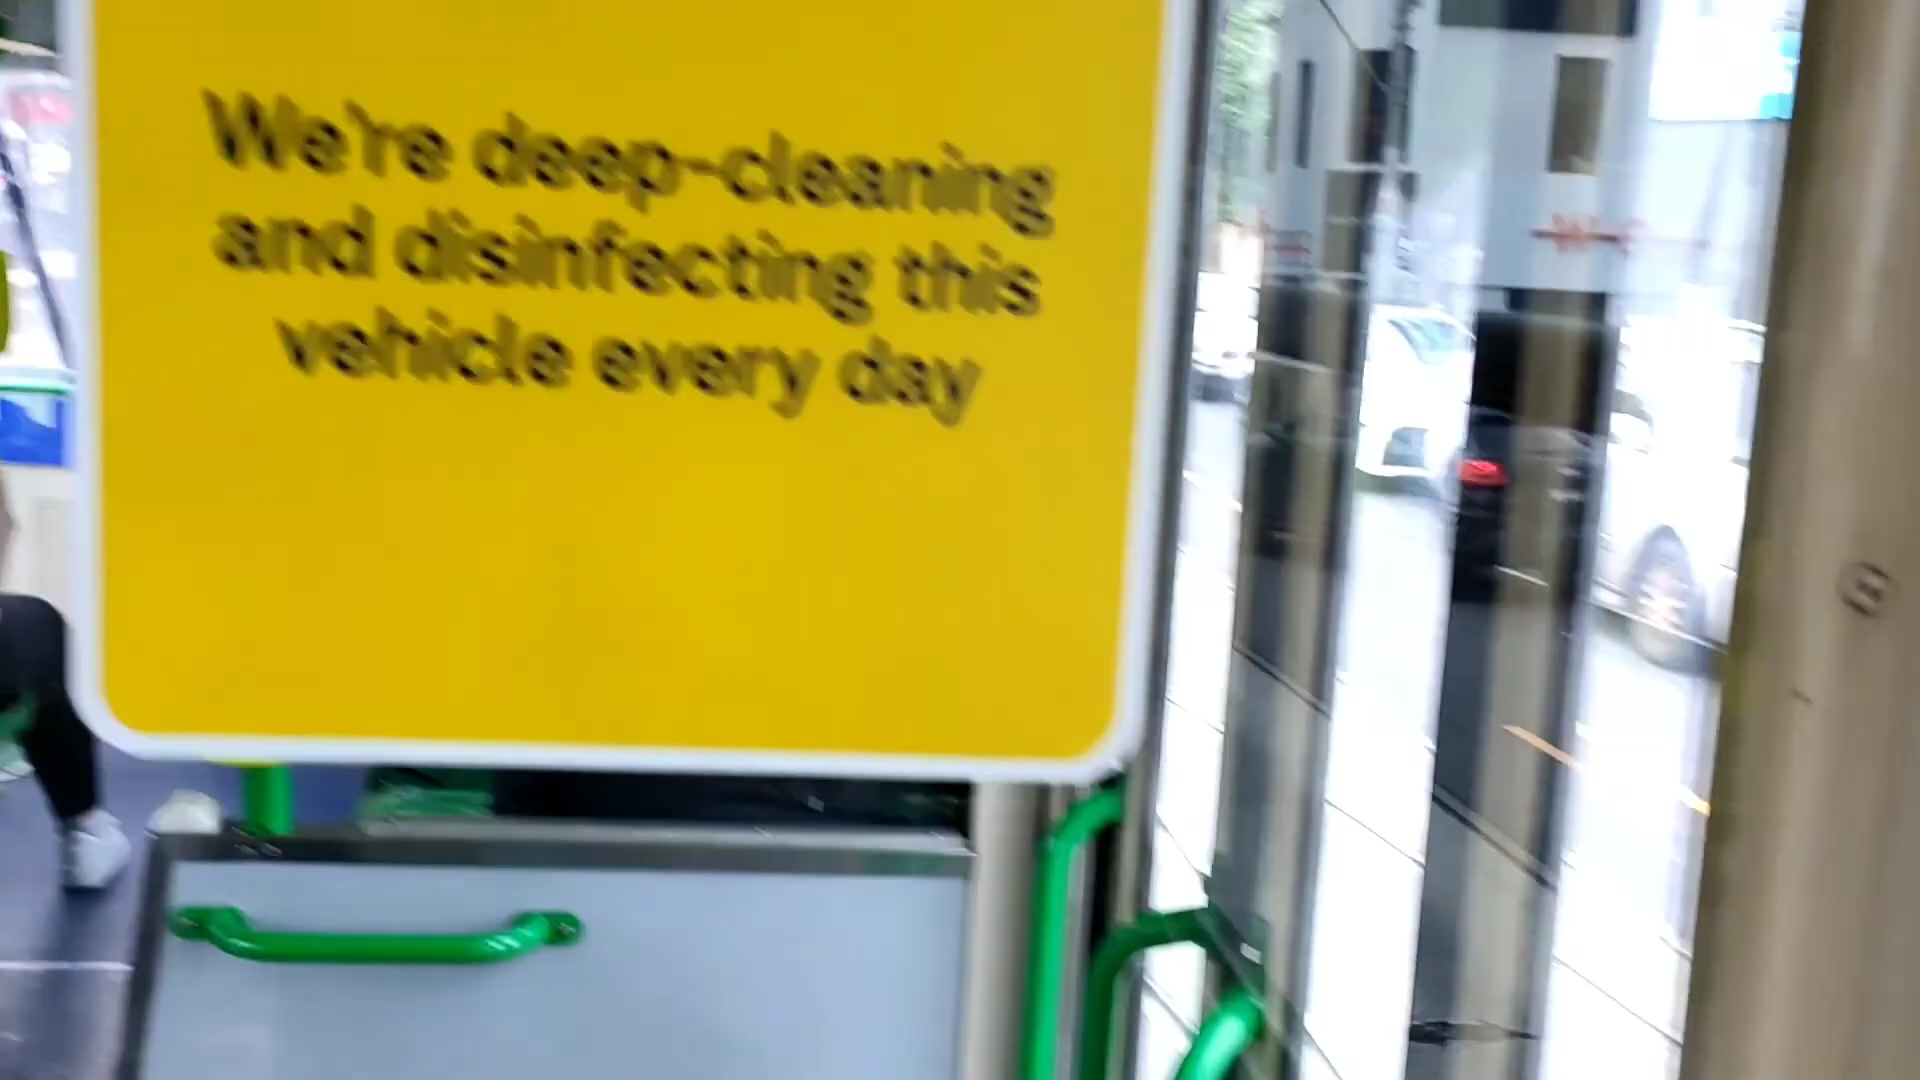 We're deep-cleaning
and disinfecting this
vehicle every day